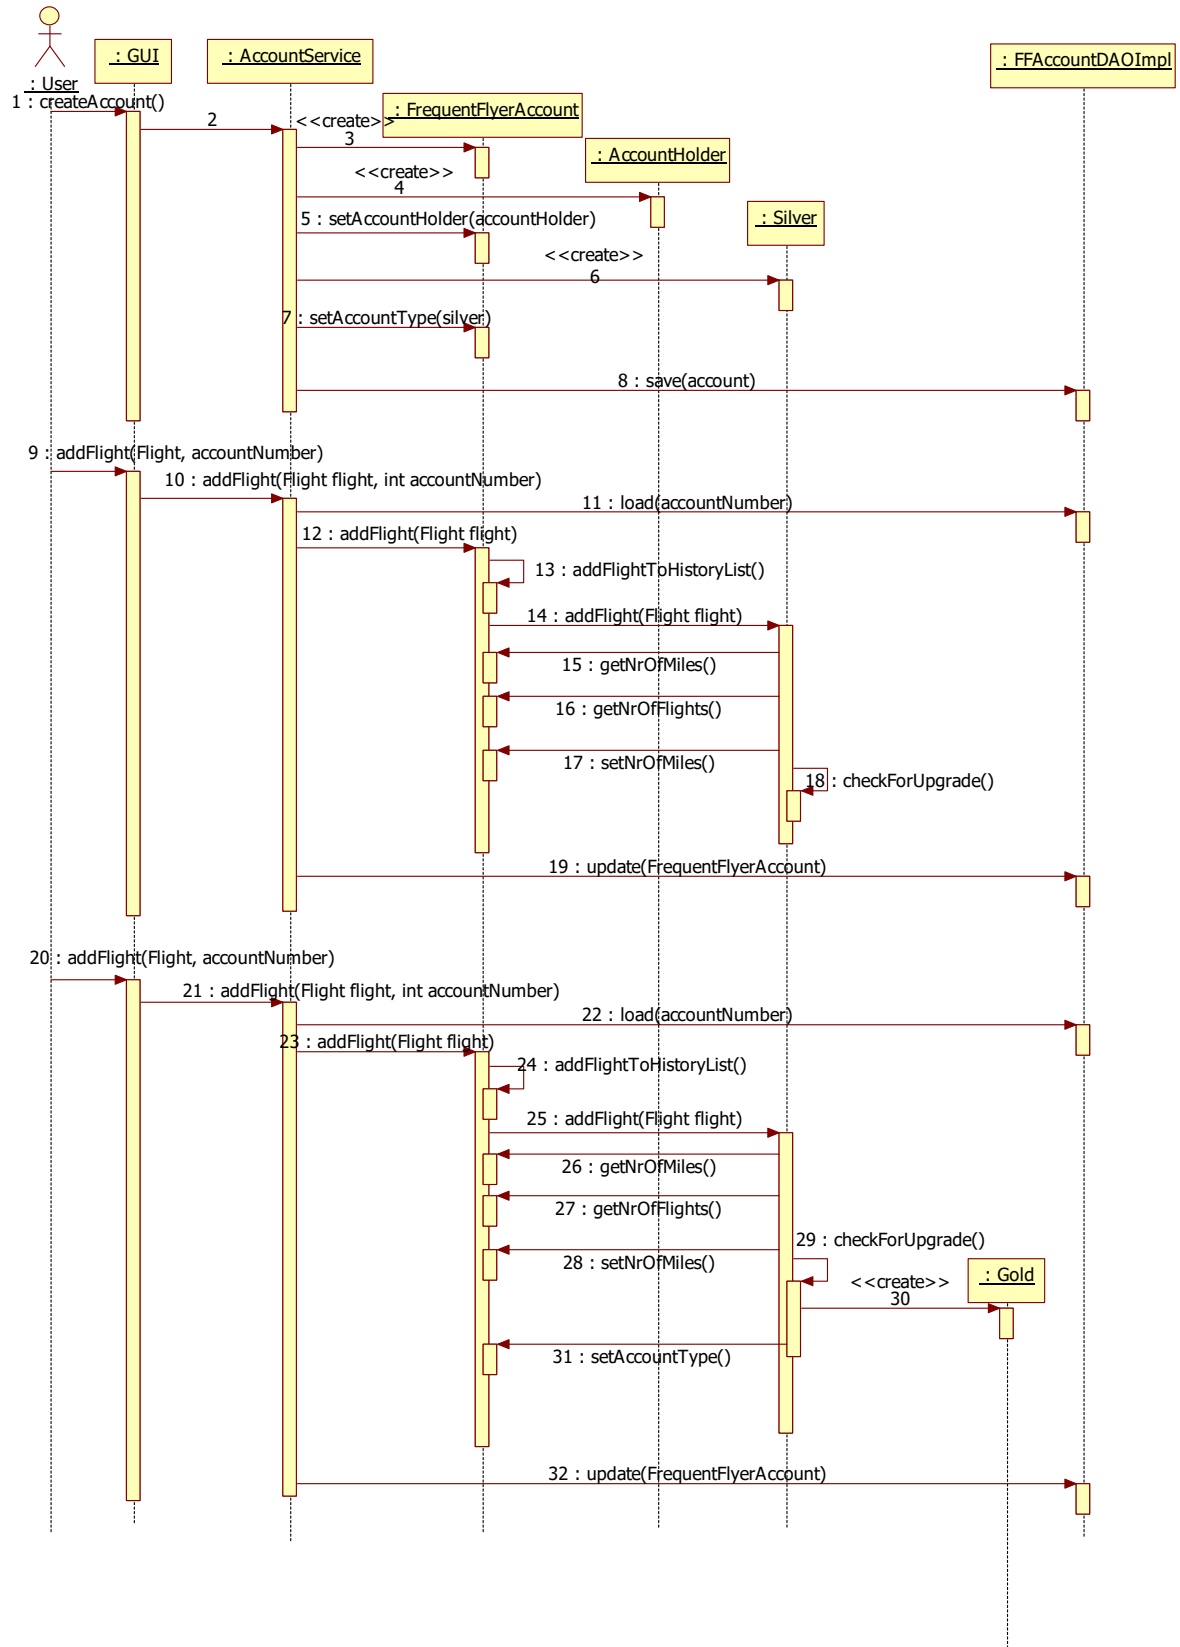 : GUI
: AccountService
: FFAccountDAOImpl
: User
1 : createAccount()
: FrequentFlyerAccount
2
<<create>>
3
: AccountHolder
<<create>>
4
: Silver
5 : setAccountHolder(accountHolder)
<<create>>
6
7 : setAccountType(silver)
8 : save(account)
9 : addFlight(Flight, accountNumber)
10 : addFlight(Flight flight, int accountNumber)
11 : load(accountNumber)
12 : addFlight(Flight flight)
13 : addFlightToHistoryList()
14 : addFlight(Flight flight)
15 : getNrOfMiles()
16 : getNrOfFlights()
17 : setNrOfMiles()
18 : checkForUpgrade()
19 : update(FrequentFlyerAccount)
20 : addFlight(Flight, accountNumber)
21 : addFlight(Flight flight, int accountNumber)
22 : load(accountNumber)
23 : addFlight(Flight flight)
24 : addFlightToHistoryList()
25 : addFlight(Flight flight)
26 : getNrOfMiles()
27 : getNrOfFlights()
29 : checkForUpgrade()
28 : setNrOfMiles()
: Gold
<<create>>
30
31 : setAccountType()
32 : update(FrequentFlyerAccount)